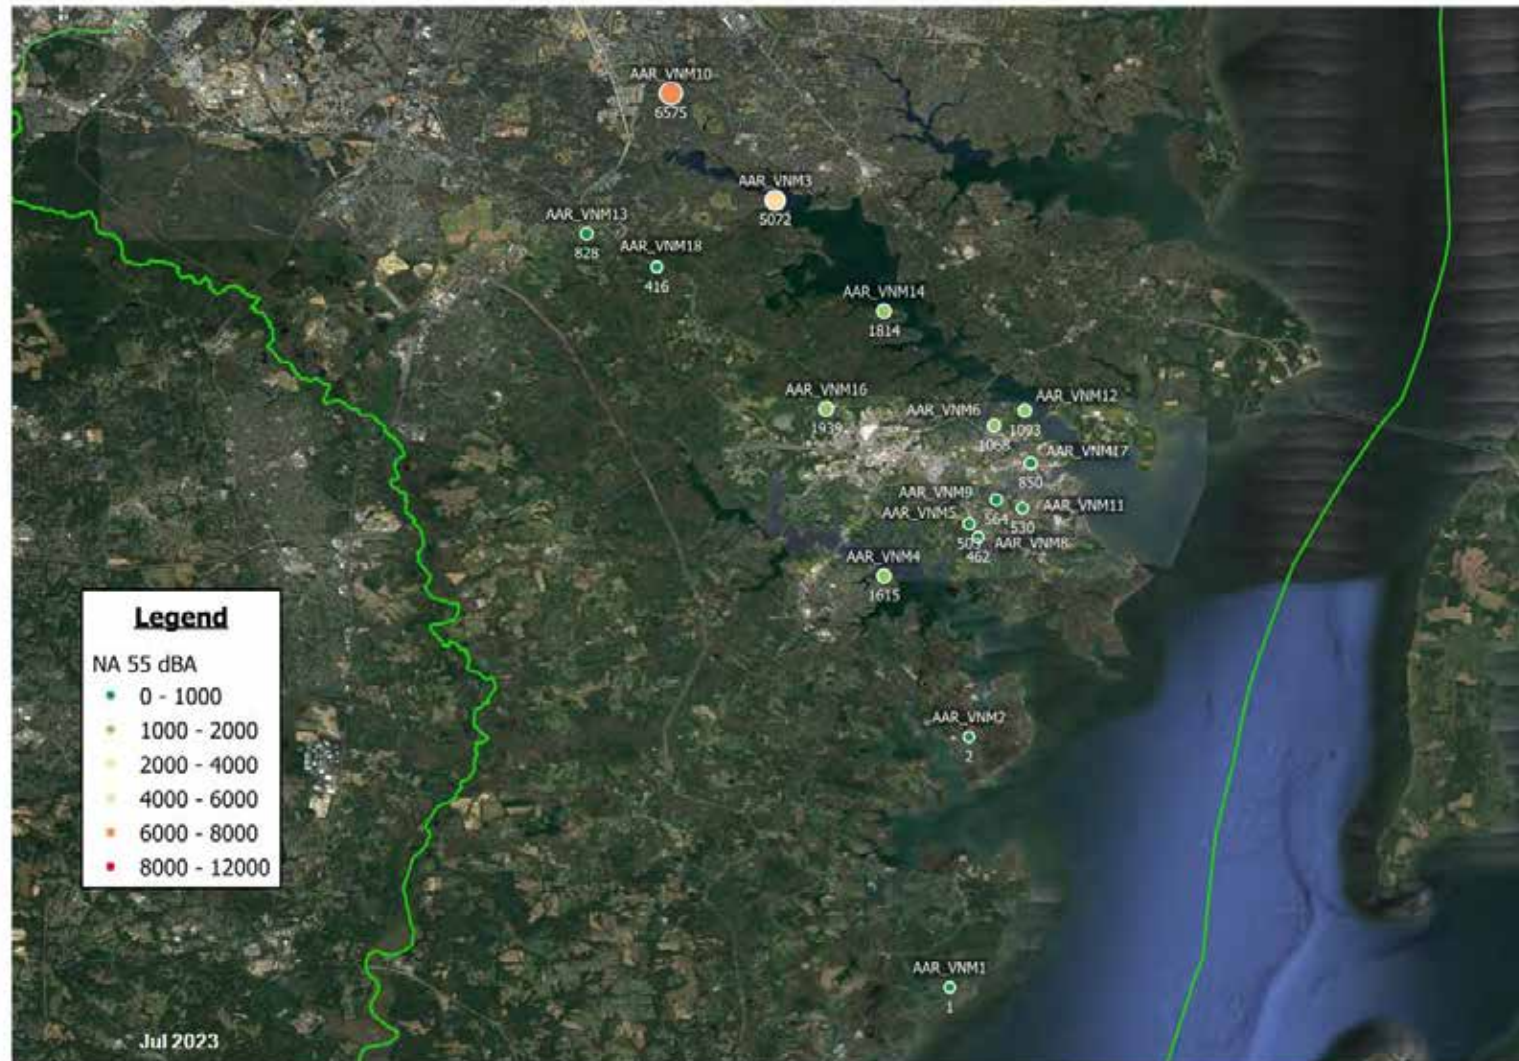 AAR_VNM10
6575
AAR_VNM3
5072
AAR_VNM13
828
AAR_VNM18
416
AAR_VNM14
1814
AAR_VNM16
1939
AAR_VNM6
1068
AAR_VNM12
1093
AAR_VNM17
850
AAR_VNM9
564
AAR_VNM11
530
AAR_VNM5
AAR_VNM8
462
AAR_VNM4
1615
Legend
NA 55 dBA
0 - 1000
1000 - 2000
2000 - 4000
4000 - 6000
6000 - 8000
8000 - 12000
AAR_VNM2
2
AAR_VNM1
1
Jul 2023